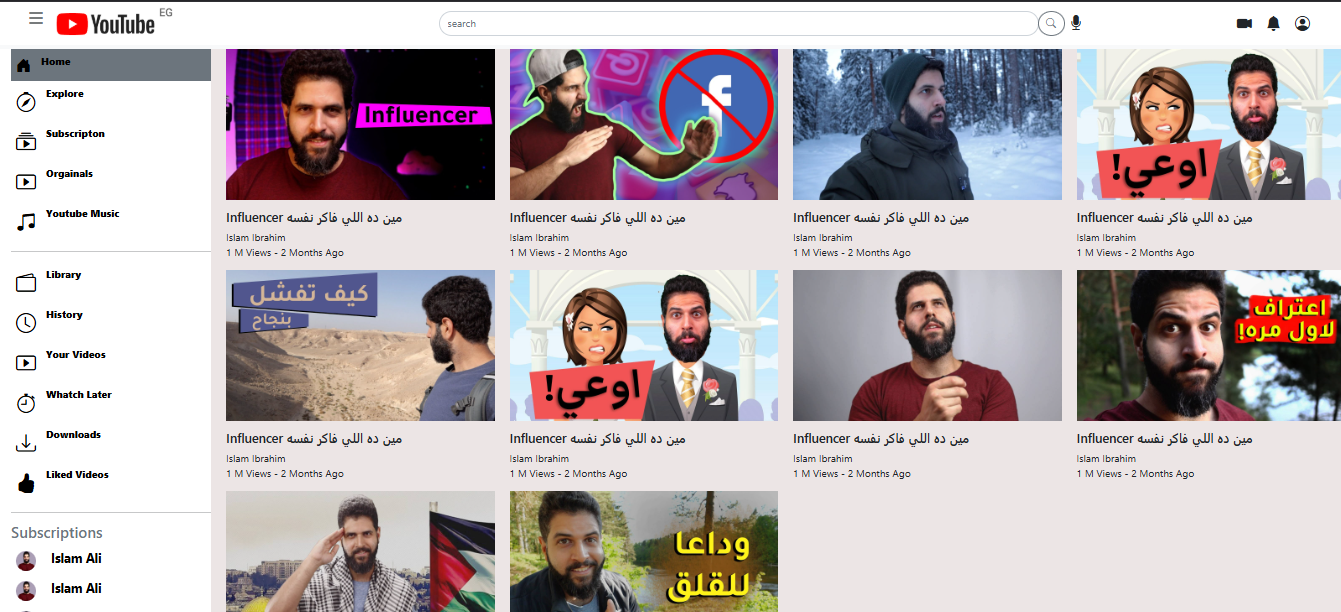 YouTube EG
search
Home
Explore
Subscripton
Orgainals
Youtube Music
Library
History
Your Videos
Whatch Later
Downloads
Liked Videos
Subscriptions
Islam Ali
Islam Ali
Influencer
اوعي!
Influencer مين ده اللي فاكر نفسه
Islam Ibrahim
1 M Views - 2 Months Ago
Influencer مين ده اللي فاكر نفسه
Islam Ibrahim
1 M Views - 2 Months Ago
Influencer مين ده اللي فاكر نفسه
Islam Ibrahim
1 M Views - 2 Months Ago
Influencer مين ده اللي فاكر نفسه
Islam Ibrahim
1 M Views - 2 Months Ago
كيف تفشل
بنجاح
اوعي!
اعتراف
لاول مره!
Influencer مين ده اللي فاكر نفسه
Islam Ibrahim
1 M Views - 2 Months Ago
Influencer مين ده اللي فاكر نفسه
Islam Ibrahim
1 M Views - 2 Months Ago
Influencer مين ده اللي فاكر نفسه
Islam Ibrahim
1 M Views - 2 Months Ago
Influencer مين ده اللي فاكر نفسه
Islam Ibrahim
1 M Views - 2 Months Ago
وداعا
للقلق